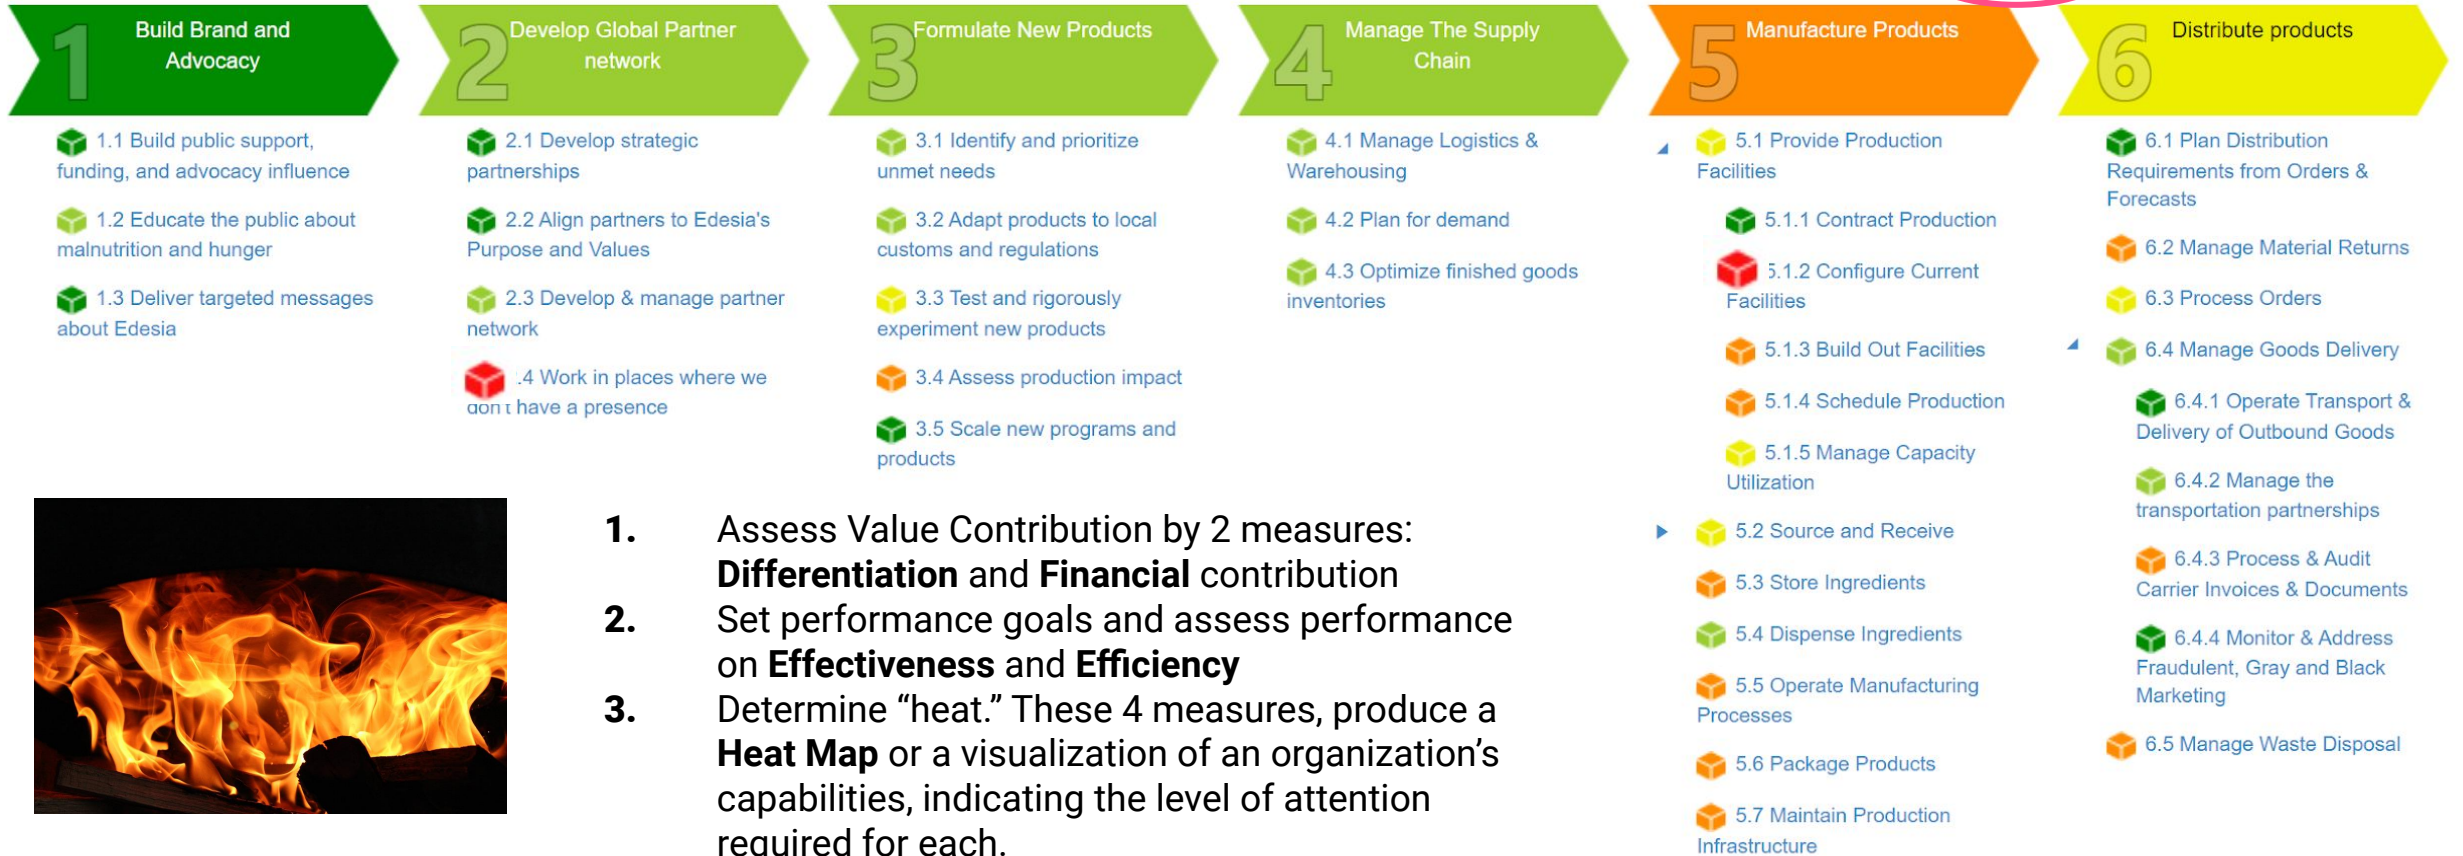 1
Build Brand and
Advocacy
1.1 Build public support,
funding, and advocacy influence
1.2 Educate the public about
malnutrition and hunger
1.3 Deliver targeted messages
about Edesia
2
Develop Global Partner
network
2.1 Develop strategic
partnerships
2.2 Align partners to Edesia's
Purpose and Values
2.3 Develop & manage partner
network
.4 Work in places where we
don't have a presence
3
Formulate New Products
3.1 Identify and prioritize
unmet needs
3.2 Adapt products to local
customs and regulations
3.3 Test and rigorously
experiment new products
3.4 Assess production impact
3.5 Scale new programs and
products
4
Manage The Supply
Chain
4.1 Manage Logistics &
Warehousing
4.2 Plan for demand
4.3 Optimize finished goods
inventories
5
Manufacture Products
5.1 Provide Production
Facilities
5.1.1 Contract Production
5.1.2 Configure Current
Facilities
5.1.3 Build Out Facilities
5.1.4 Schedule Production
5.1.5 Manage Capacity
Utilization
5.2 Source and Receive
5.3 Store Ingredients
5.4 Dispense Ingredients
5.5 Operate Manufacturing
Processes
5.6 Package Products
5.7 Maintain Production
Infrastructure
6
Distribute products
6.1 Plan Distribution
Requirements from Orders &
Forecasts
6.2 Manage Material Returns
6.3 Process Orders
6.4 Manage Goods Delivery
6.4.1 Operate Transport &
Delivery of Outbound Goods
6.4.2 Manage the
transportation partnerships
6.4.3 Process & Audit
Carrier Invoices & Documents
6.4.4 Monitor & Address
Fraudulent, Gray and Black
Marketing
6.5 Manage Waste Disposal
1. Assess Value Contribution by 2 measures:
Differentiation and Financial contribution
2. Set performance goals and assess performance
on Effectiveness and Efficiency
3. Determine “heat.” These 4 measures, produce a
Heat Map or a visualization of an organization’s
capabilities, indicating the level of attention
required for each.